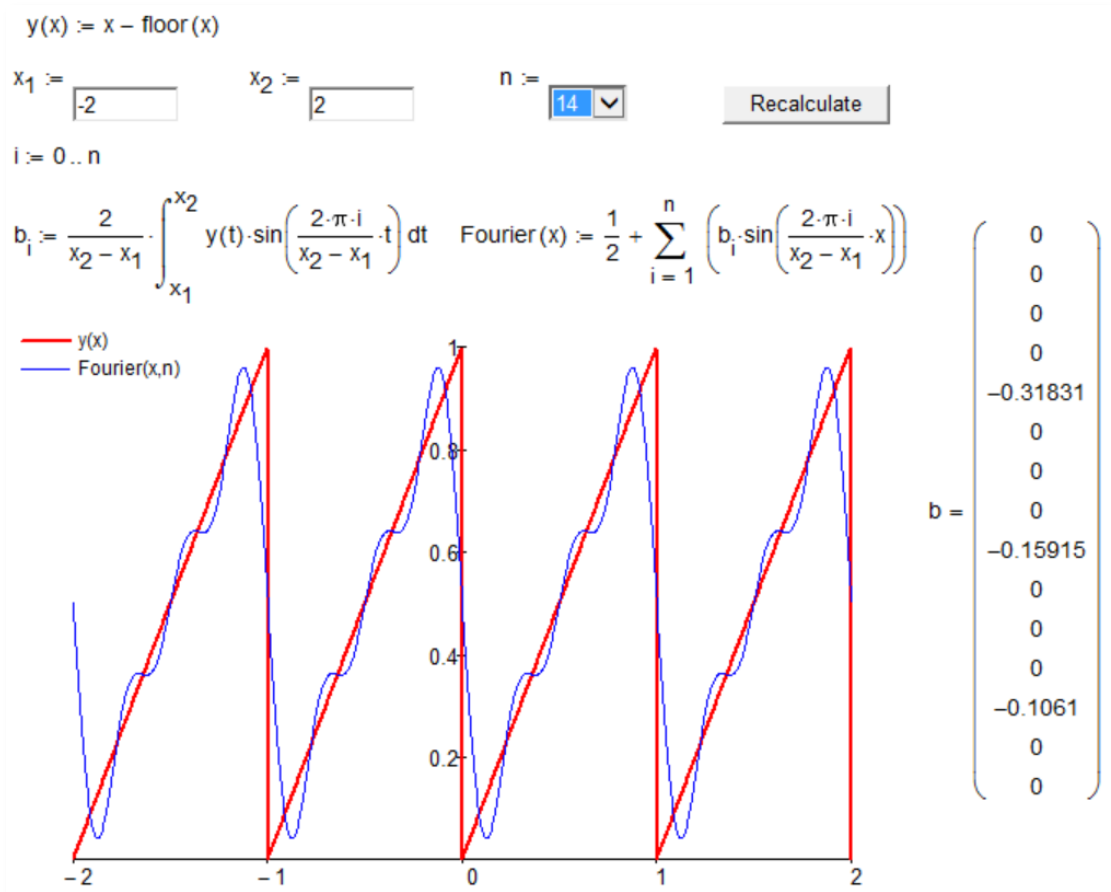 y(x) := x − floor(x)
x₁ := -2 x₂ := 2 n := 14 Recalculate
i := 0 .. n
b_i := 2/(x₂ − x₁) · ∫_{x₁}^{x₂} y(t)·sin(2·π·i/(x₂ − x₁)·t) dt Fourier(x) := 1/2 + ∑_{i = 1}^{n} (b_i·sin(2·π·i/(x₂ − x₁)·x))
y(x)
Fourier(x,n)
1
0.8
0.6
0.4
0.2
−2 −1 0 1 2
b =
0
0
0
0
−0.31831
0
0
0
−0.15915
0
0
0
−0.1061
0
0